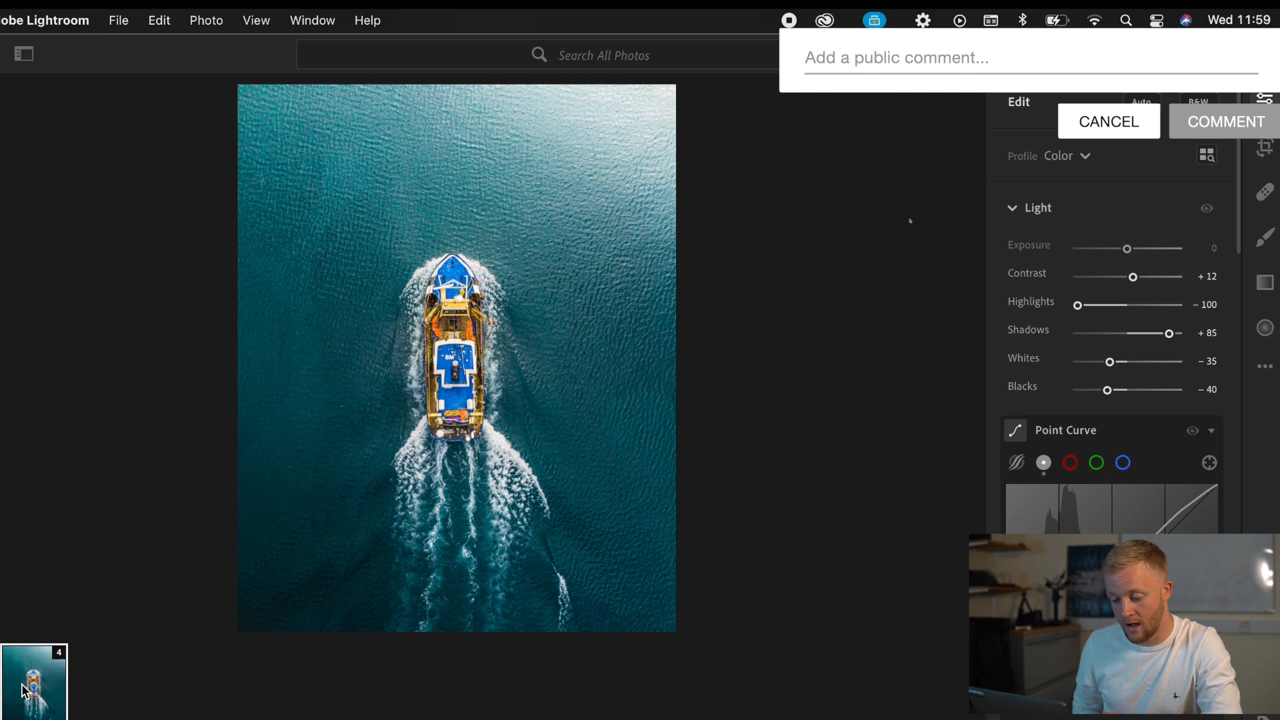 obe Lightroom File Edit Photo View Window Help Wed 11:59
Search All Photos
Add a public comment...
Edit Auto B&W
CANCEL COMMENT
Profile Color
Light
Exposure 0
Contrast + 12
Highlights − 100
Shadows + 85
Whites − 35
Blacks − 40
Point Curve
4